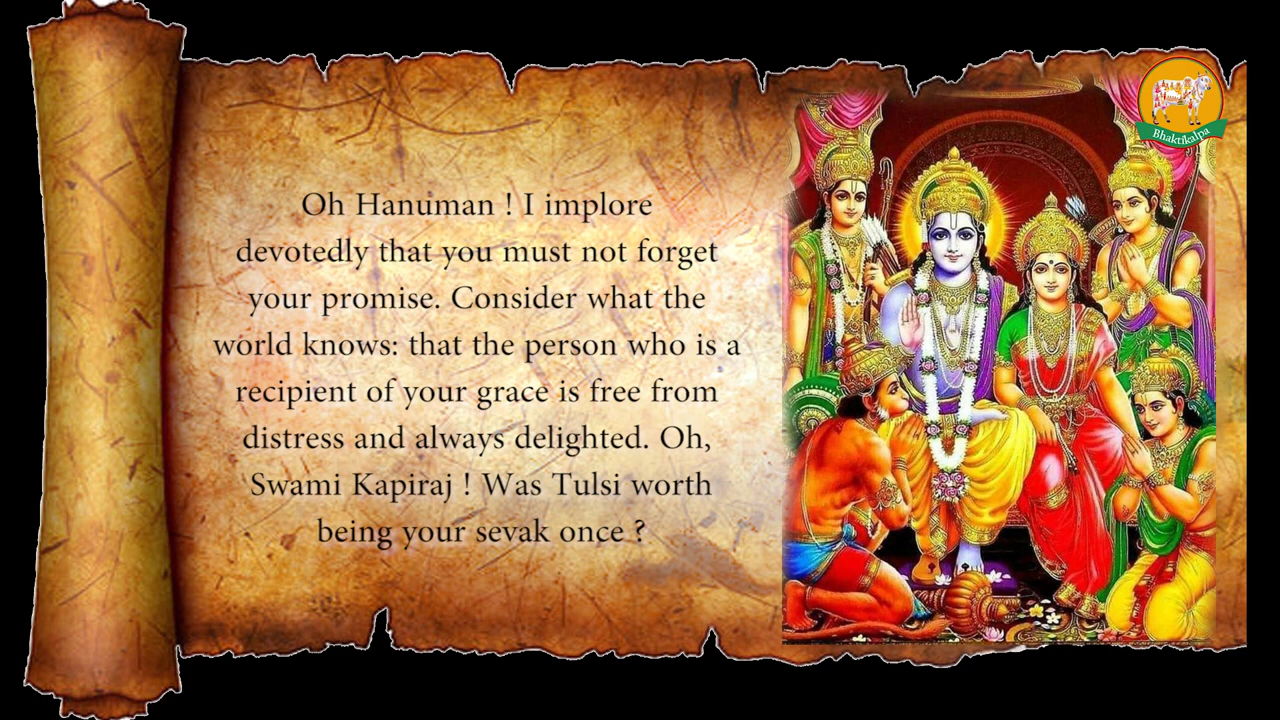 Oh Hanuman ! I implore
devotedly that you must not forget
your promise. Consider what the
world knows: that the person who is a
recipient of your grace is free from
distress and always delighted. Oh,
Swami Kapiraj ! Was Tulsi worth
being your sevak once ?
Bhaktikalpa